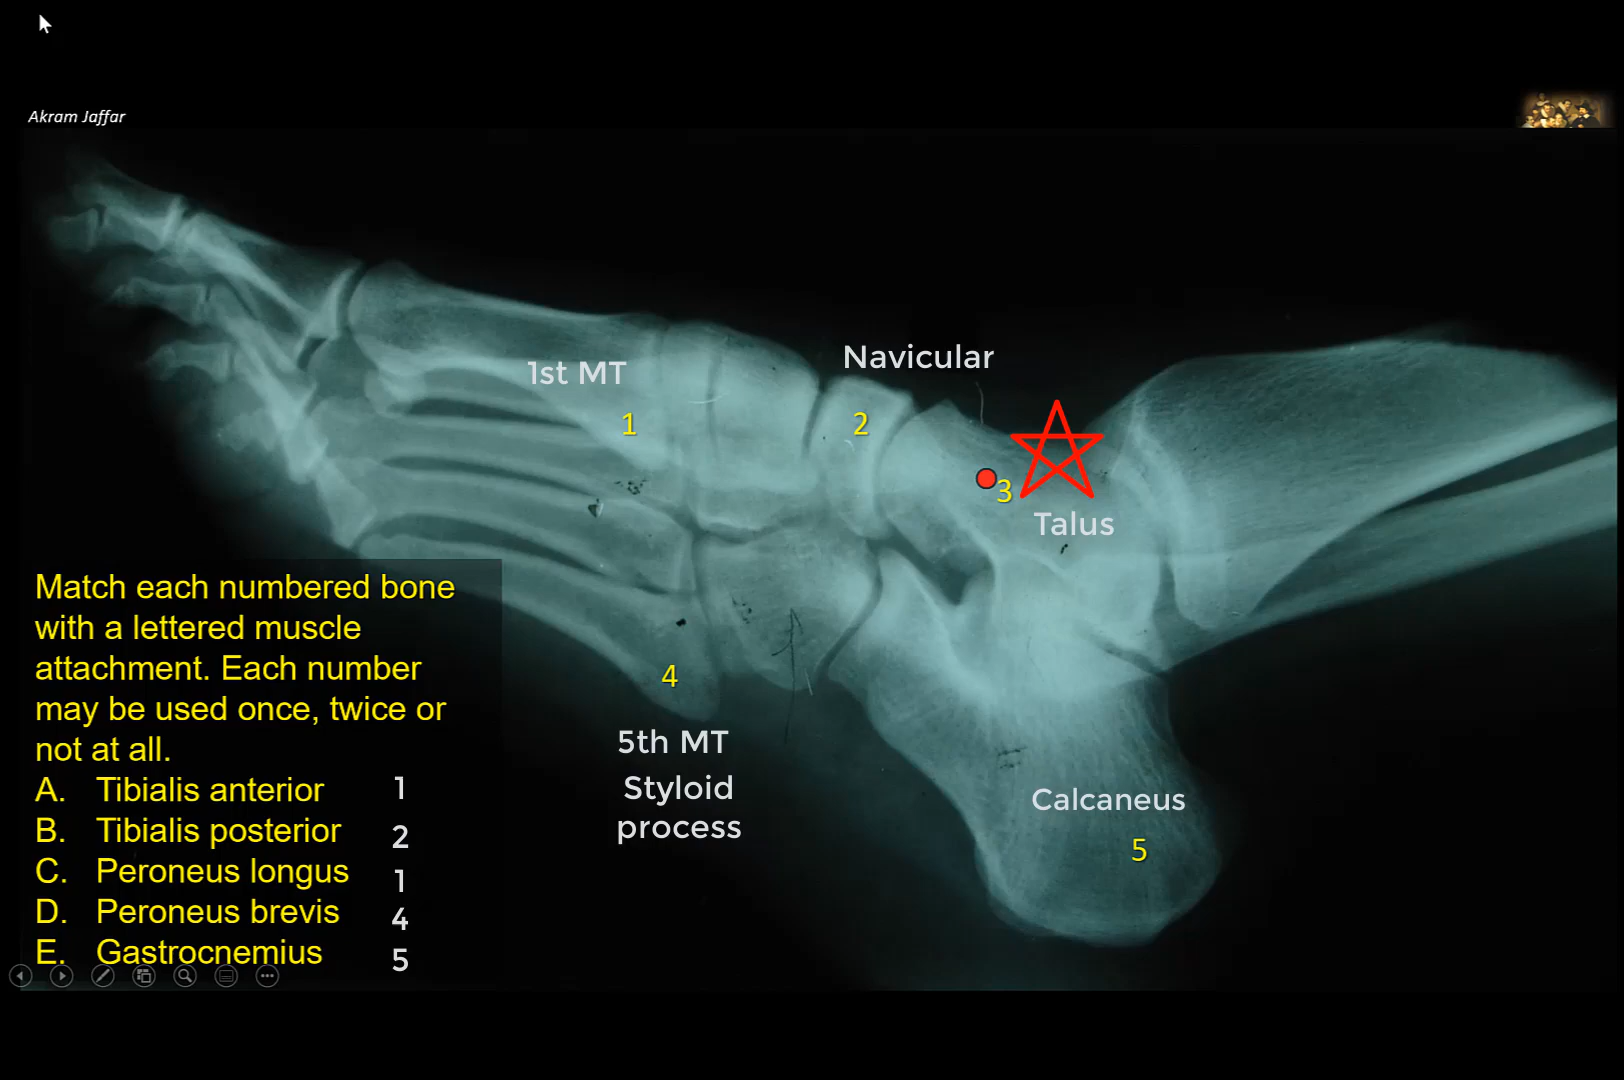 Akram Jaffar
Navicular
1st MT
1
2
3
Talus
4
5th MT
Styloid
process
Calcaneus
5
Match each numbered bone
with a lettered muscle
attachment. Each number
may be used once, twice or
not at all.
A. Tibialis anterior 1
B. Tibialis posterior 2
C. Peroneus longus 1
D. Peroneus brevis 4
E. Gastrocnemius 5